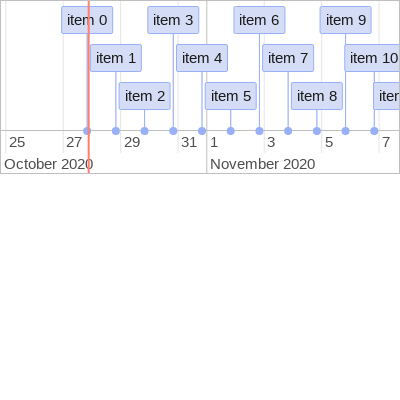 item 0 item 3 item 6 item 9
item 1 item 4 item 7 item 10
item 2 item 5 item 8
25 27 29 31 1 3 5 7
October 2020 November 2020